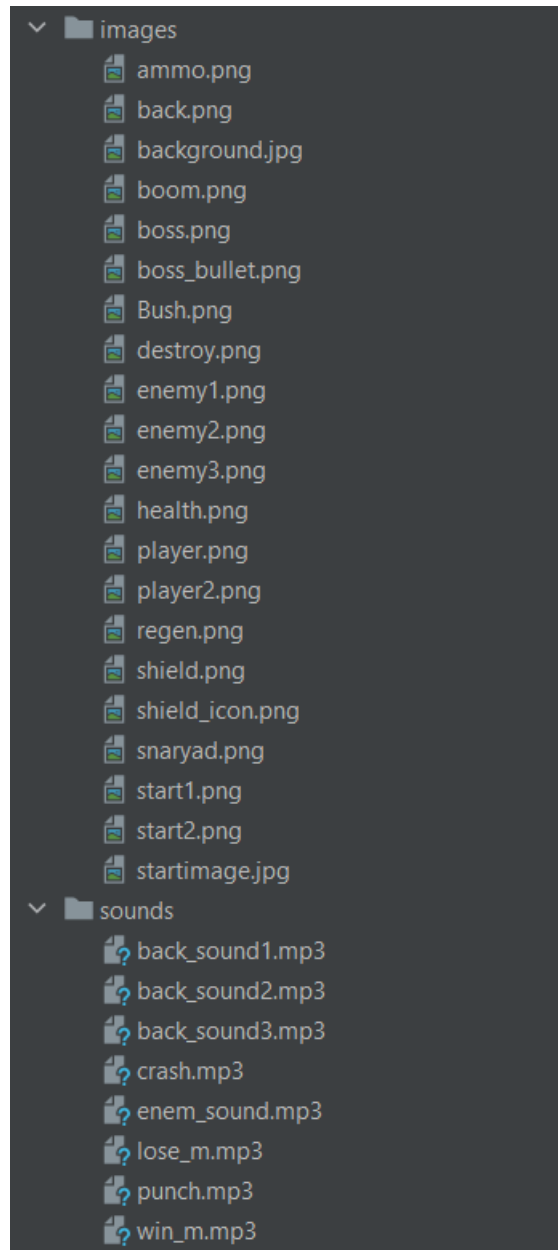 images
ammo.png
back.png
background.jpg
boom.png
boss.png
boss_bullet.png
Bush.png
destroy.png
enemy1.png
enemy2.png
enemy3.png
health.png
player.png
player2.png
regen.png
shield.png
shield_icon.png
snaryad.png
start1.png
start2.png
startimage.jpg
sounds
back_sound1.mp3
back_sound2.mp3
back_sound3.mp3
crash.mp3
enem_sound.mp3
lose_m.mp3
punch.mp3
win_m.mp3